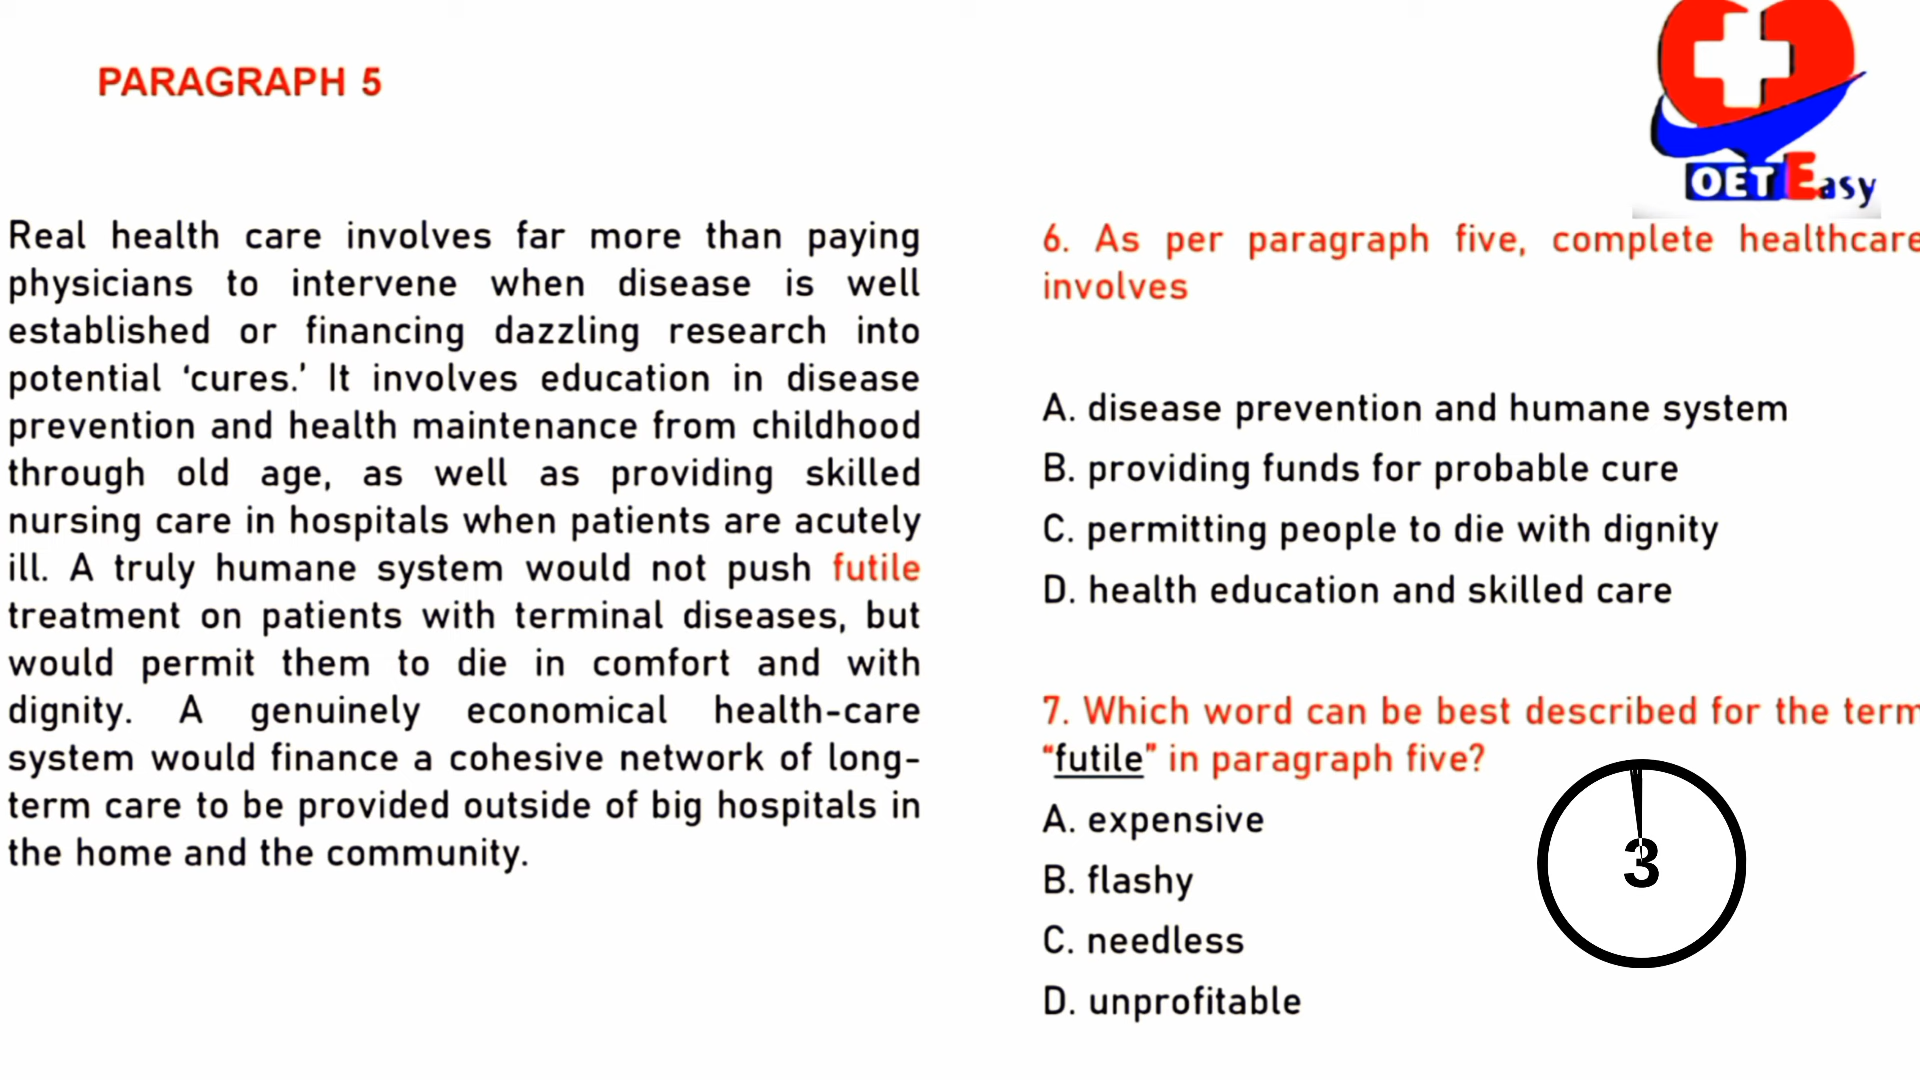 PARAGRAPH 5
OET Easy
Real health care involves far more than paying
physicians to intervene when disease is well
established or financing dazzling research into
potential ‘cures.’ It involves education in disease
prevention and health maintenance from childhood
through old age, as well as providing skilled
nursing care in hospitals when patients are acutely
ill. A truly humane system would not push futile
treatment on patients with terminal diseases, but
would permit them to die in comfort and with
dignity. A genuinely economical health-care
system would finance a cohesive network of long-
term care to be provided outside of big hospitals in
the home and the community.
6. As per paragraph five, complete healthcare
involves
A. disease prevention and humane system
B. providing funds for probable cure
C. permitting people to die with dignity
D. health education and skilled care
7. Which word can be best described for the term
“futile” in paragraph five?
A. expensive
B. flashy
C. needless
D. unprofitable
3